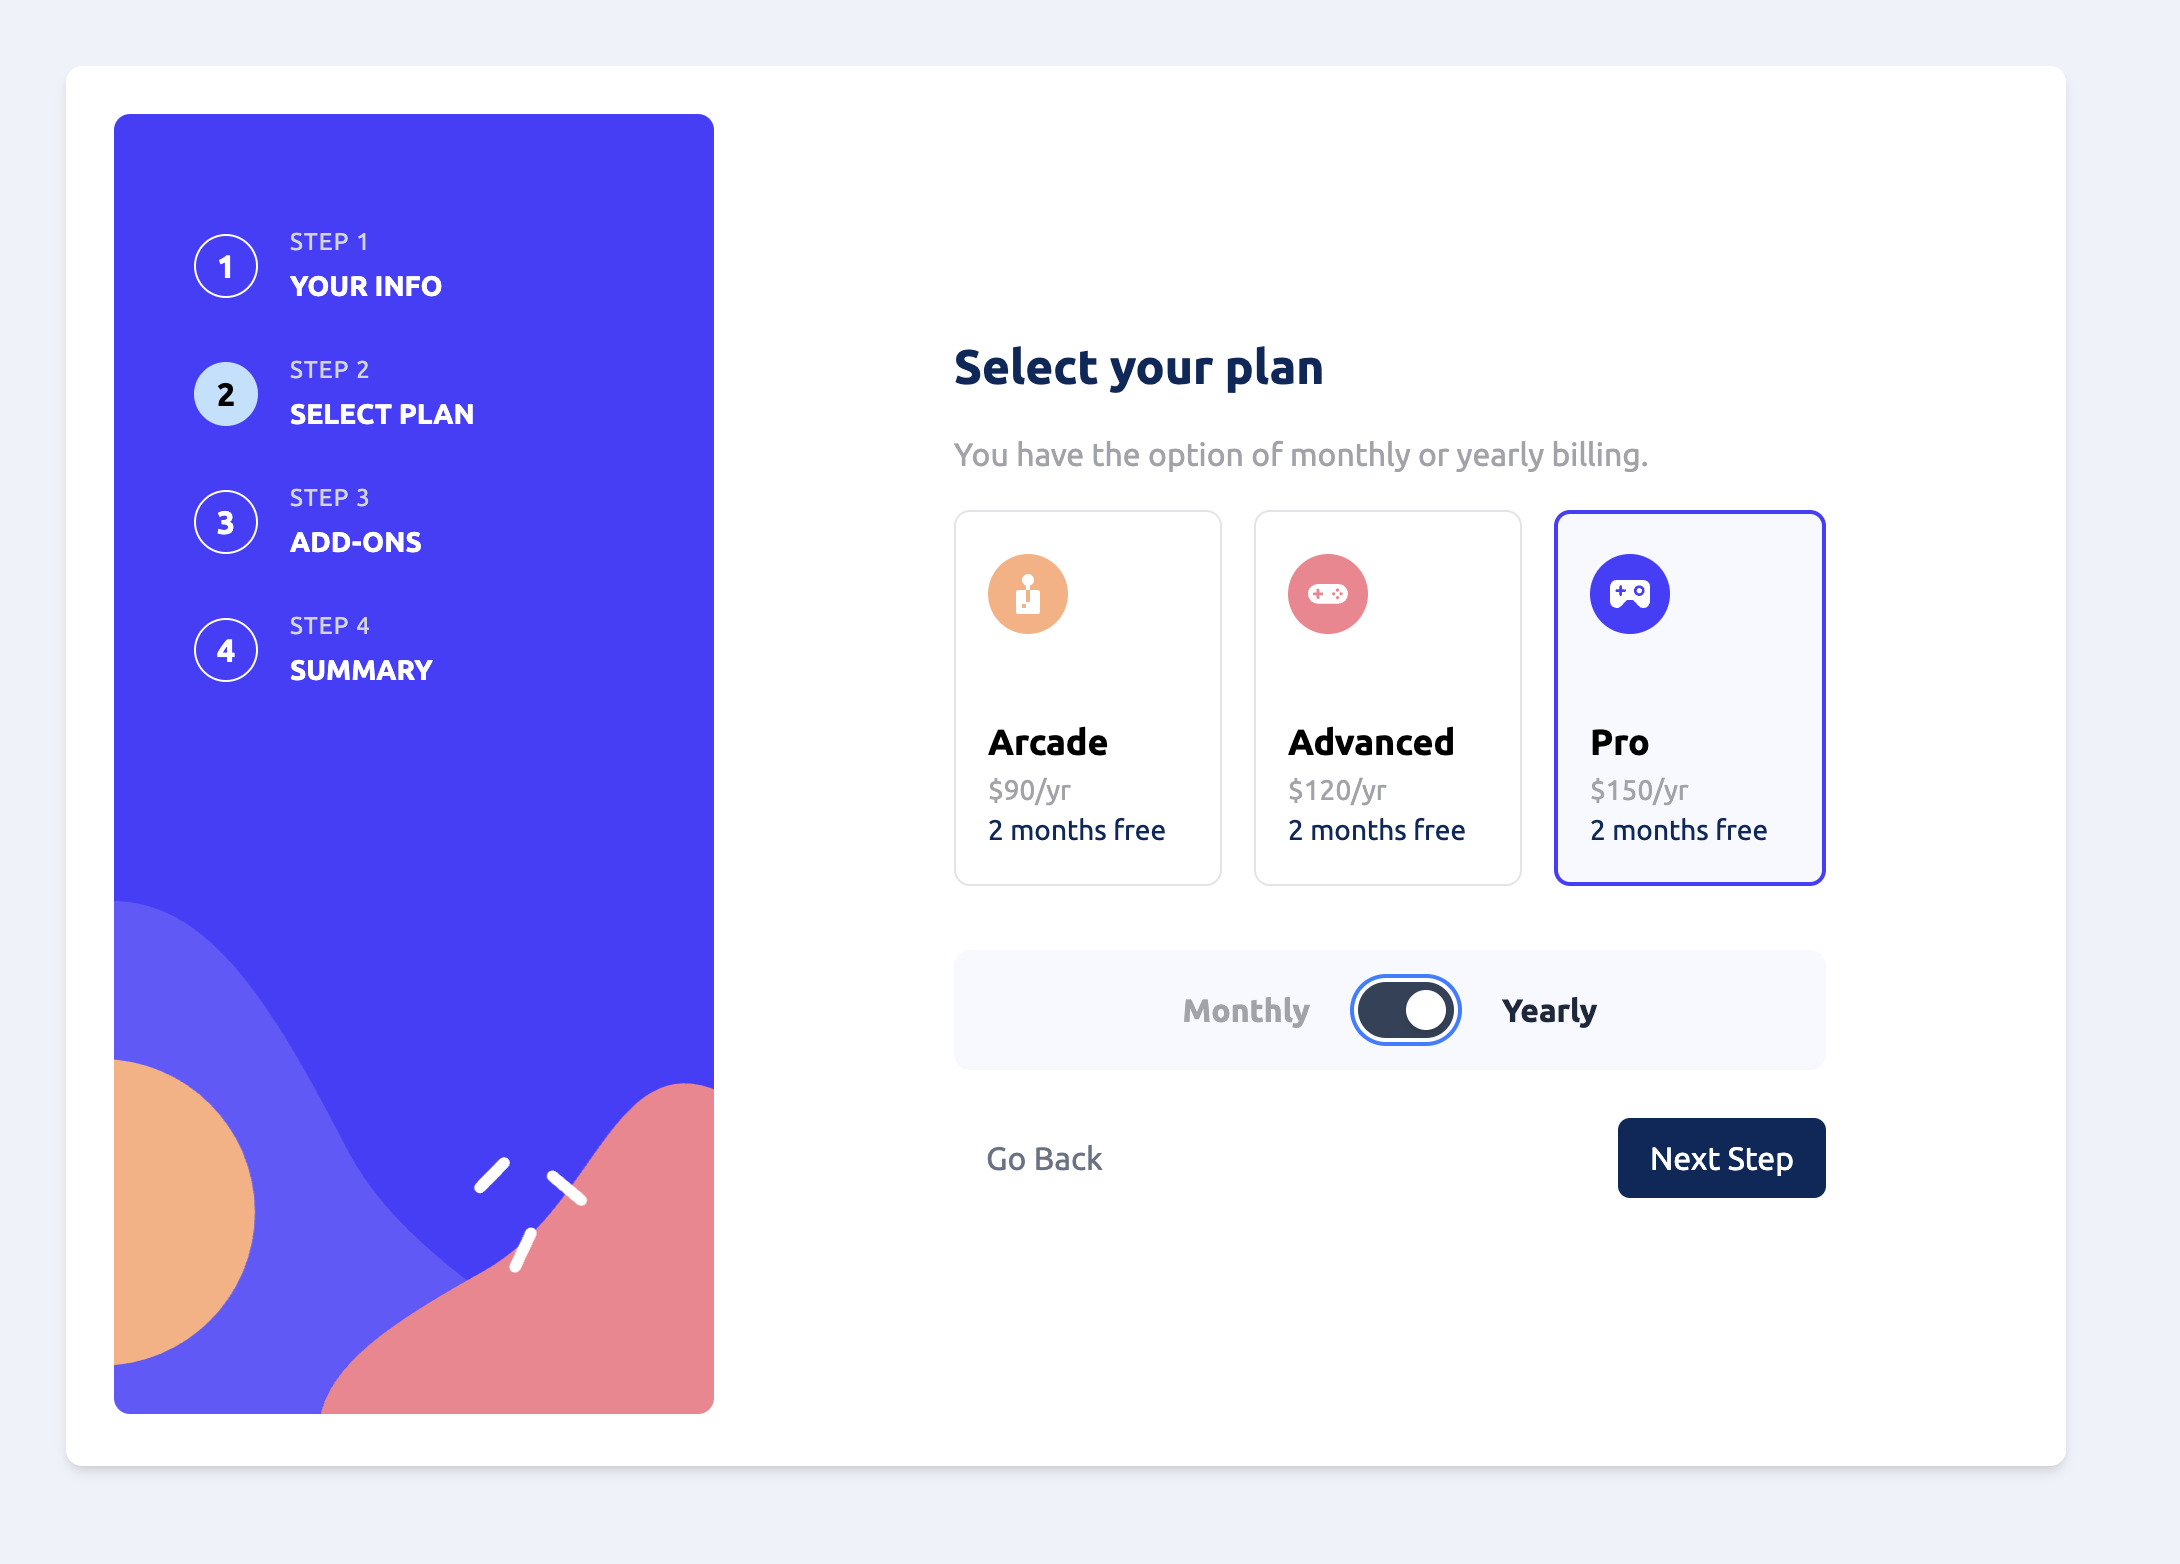 1
STEP 1
YOUR INFO
2
STEP 2
SELECT PLAN
3
STEP 3
ADD-ONS
4
STEP 4
SUMMARY
Select your plan
You have the option of monthly or yearly billing.
Arcade
$90/yr
2 months free
Advanced
$120/yr
2 months free
Pro
$150/yr
2 months free
Monthly
Yearly
Go Back
Next Step